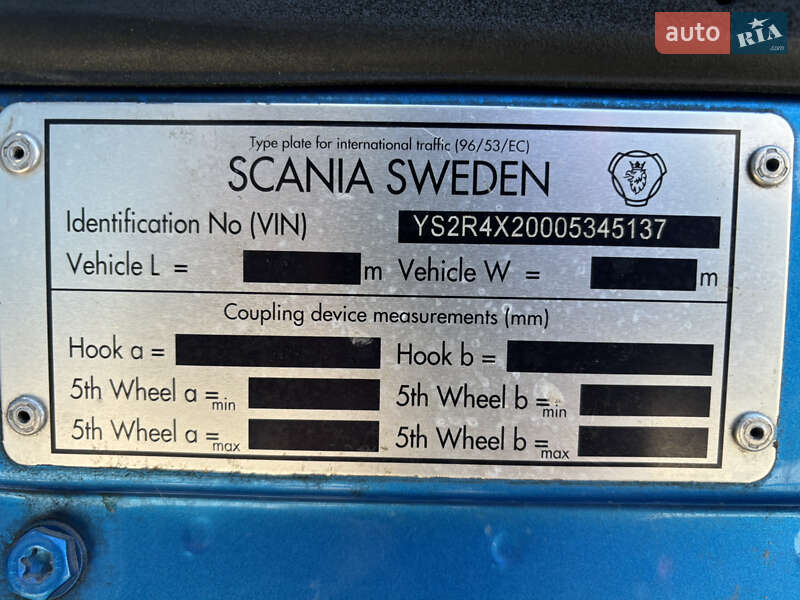 auto RIA .com
Type plate for international traffic (96/53/EC)
SCANIA SWEDEN
Identification No (VIN) YS2R4X20005345137
Vehicle L = m Vehicle W = m
Coupling device measurements (mm)
Hook a = Hook b =
5th Wheel a = min 5th Wheel b = min
5th Wheel a = max 5th Wheel b = max